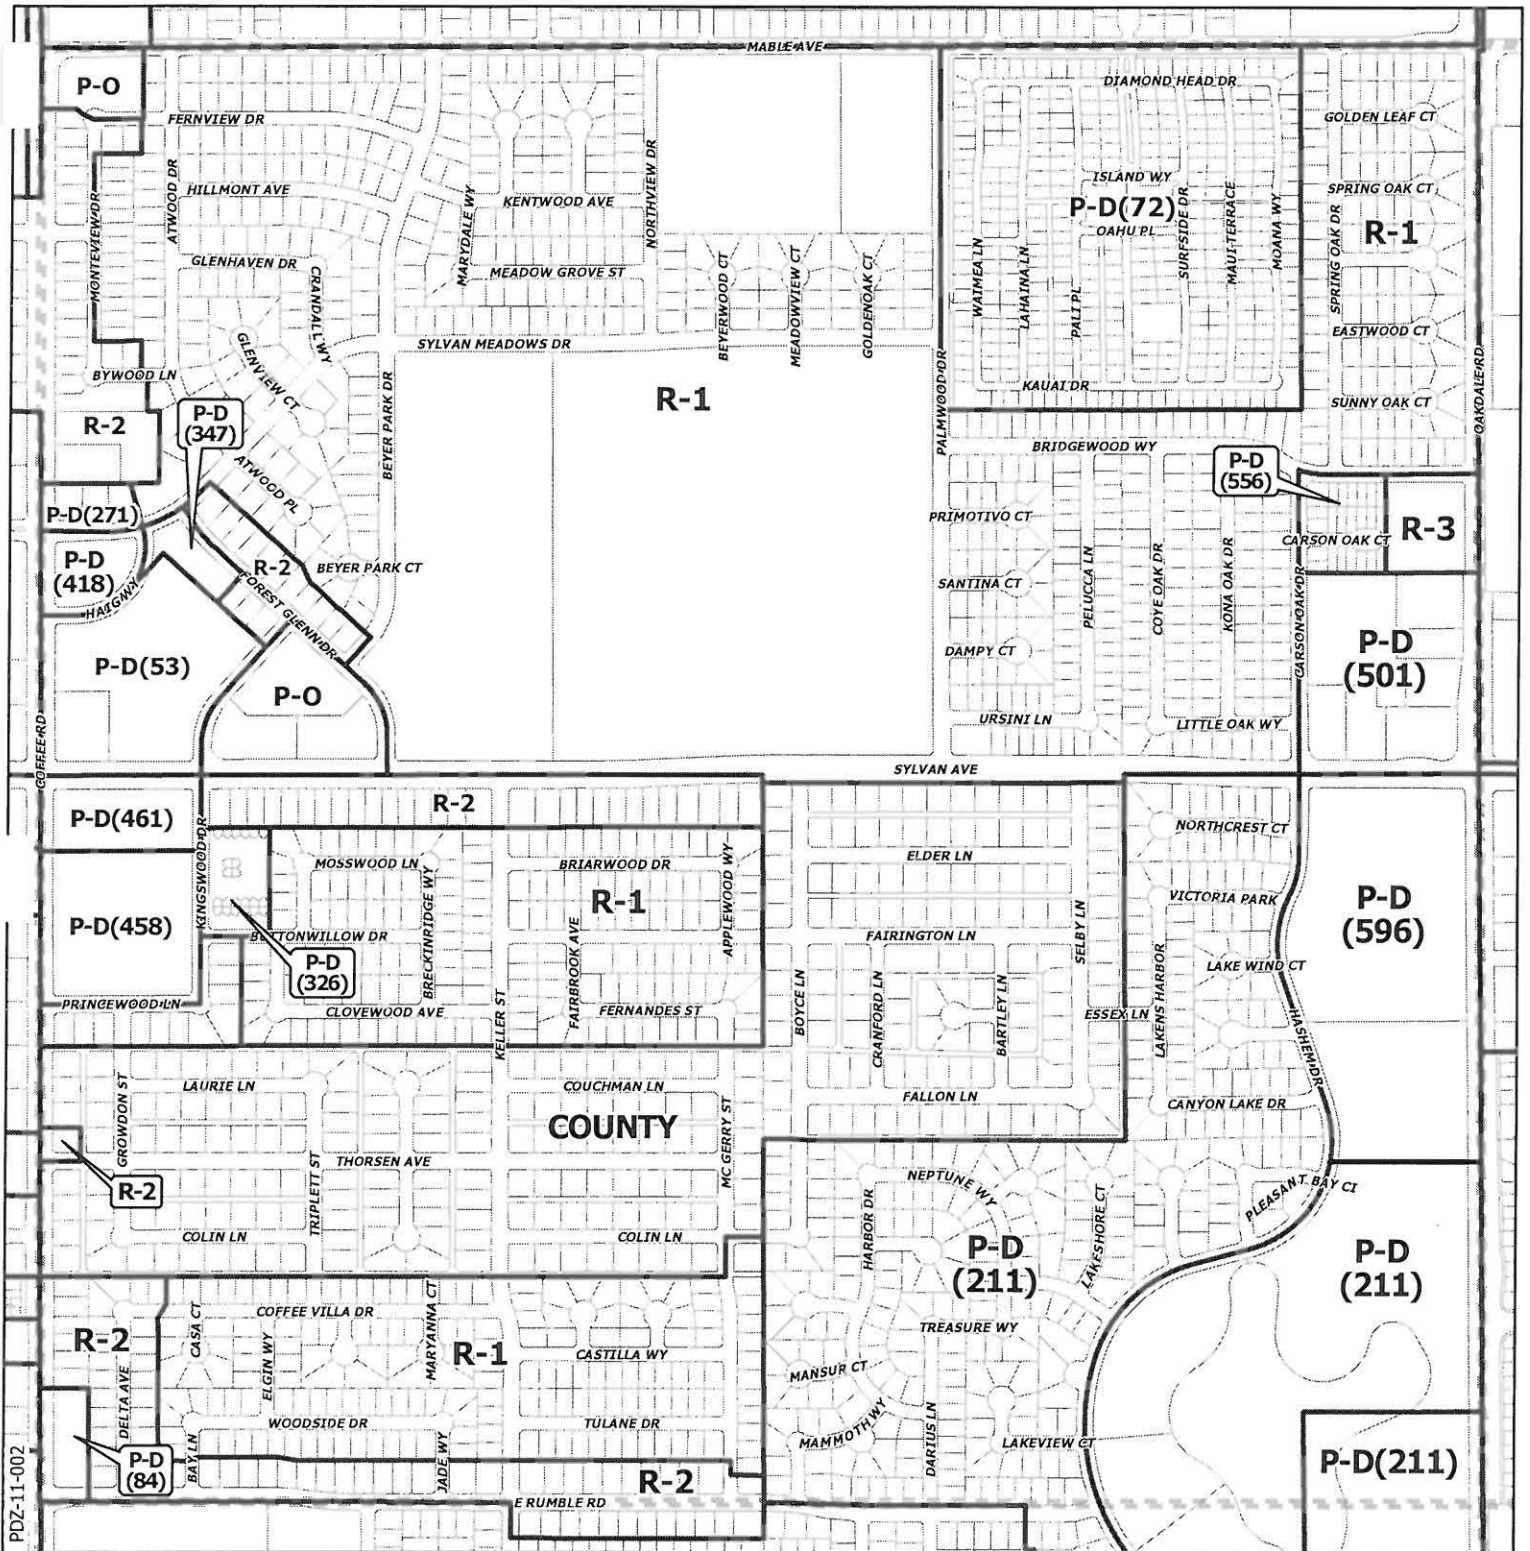 MABLE AVE
P-O
FERNVIEW DR
DIAMOND HEAD DR
GOLDEN LEAF CT
ATWOOD DR
HILLMONT AVE
MARYDALE WY
KENTWOOD AVE
NORTHVIEW DR
ISLAND WY
P-D(72)
OAHU PL
SURFSIDE DR
MAUI TERRACE
MOANA WY
SPRING OAK CT
SPRING OAK DR
R-1
MONTEVIEW DR
GLENHAVEN DR
CRANDALL WY
MEADOW GROVE ST
BEYERWOOD CT
MEADOWVIEW CT
GOLDENOAK CT
WAIMEA LN
LAHAINA LN
PALI PL
EASTWOOD CT
GLENVIEW CT
SYLVAN MEADOWS DR
BYWOOD LN
BEYER PARK DR
R-1
PALMWOOD DR
KAUAI DR
SUNNY OAK CT
OAKDALE RD
R-2
P-D
(347)
ATWOOD PL
BRIDGEWOOD WY
P-D
(556)
P-D(271)
PRIMOTIVO CT
CARSON OAK CT
R-3
P-D
(418)
HAIG WY
R-2
BEYER PARK CT
FOREST GLENN DR
SANTINA CT
PELUCCA LN
COYE OAK DR
KONA OAK DR
CARSON OAK DR
P-D(53)
P-O
DAMPY CT
P-D
(501)
COFFEE RD
URSINI LN
LITTLE OAK WY
SYLVAN AVE
P-D(461)
R-2
KINGSWOOD DR
MOSSWOOD LN
BRIARWOOD DR
APPLEWOOD WY
ELDER LN
NORTHCREST CT
P-D(458)
BRECKINRIDGE WY
R-1
FAIRBROOK AVE
VICTORIA PARK
P-D
(596)
BUTTONWILLOW DR
FAIRINGTON LN
SELBY LN
P-D
(326)
LAKE WIND CT
LAKENS HARBOR
PRINCEWOOD LN
CLOVEWOOD AVE
KELLER ST
FERNANDES ST
BOYCE LN
CRANFORD LN
BARTLEY LN
ESSEX LN
HASHEM DR
GROWDON ST
LAURIE LN
COUCHMAN LN
FALLON LN
CANYON LAKE DR
COUNTY
MC GERRY ST
THORSEN AVE
TRIPLETT ST
R-2
NEPTUNE WY
PLEASANT BAY CI
COLIN LN
COLIN LN
HARBOR DR
LAKESHORE CT
P-D
(211)
P-D
(211)
CASA CT
COFFEE VILLA DR
MARYANNA CT
R-2
R-1
TREASURE WY
ELGIN WY
CASTILLA WY
MANSUR CT
DELTA AVE
WOODSIDE DR
TULANE DR
MAMMOTH WY
DARIUS LN
LAKEVIEW CT
P-D
(84)
BAY LN
JADE WY
R-2
P-D(211)
E RUMBLE RD
PDZ-11-002